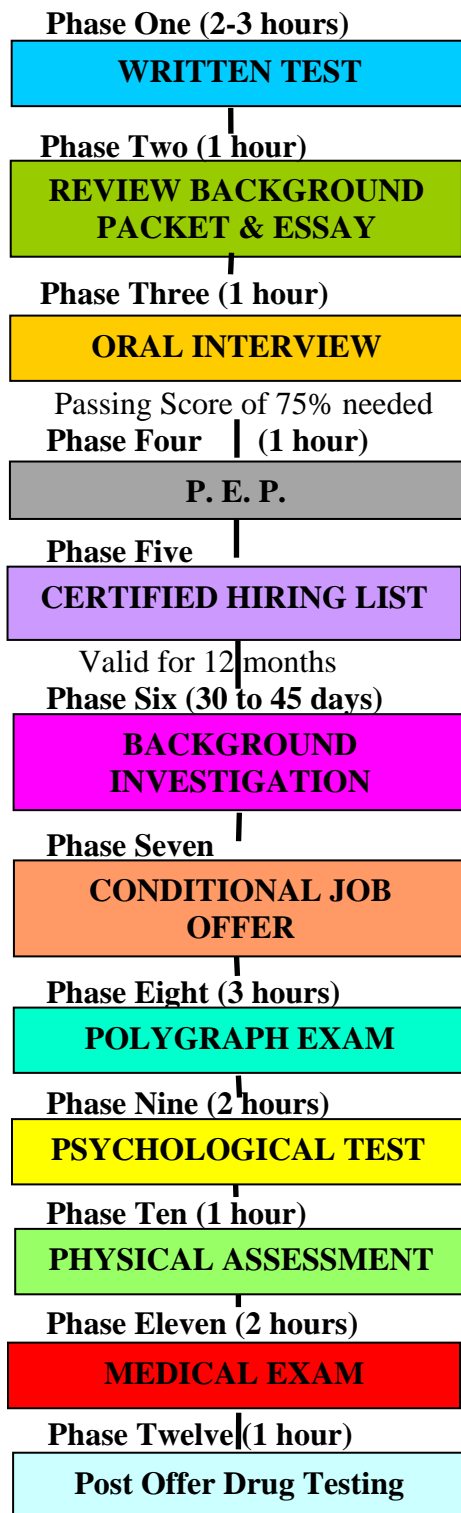 Phase One (2-3 hours)
WRITTEN TEST
Phase Two (1 hour)
REVIEW BACKGROUND
PACKET & ESSAY
Phase Three (1 hour)
ORAL INTERVIEW
Passing Score of 75% needed
Phase Four (1 hour)
P. E. P.
Phase Five
CERTIFIED HIRING LIST
Valid for 12 months
Phase Six (30 to 45 days)
BACKGROUND
INVESTIGATION
Phase Seven
CONDITIONAL JOB
OFFER
Phase Eight (3 hours)
POLYGRAPH EXAM
Phase Nine (2 hours)
PSYCHOLOGICAL TEST
Phase Ten (1 hour)
PHYSICAL ASSESSMENT
Phase Eleven (2 hours)
MEDICAL EXAM
Phase Twelve (1 hour)
Post Offer Drug Testing